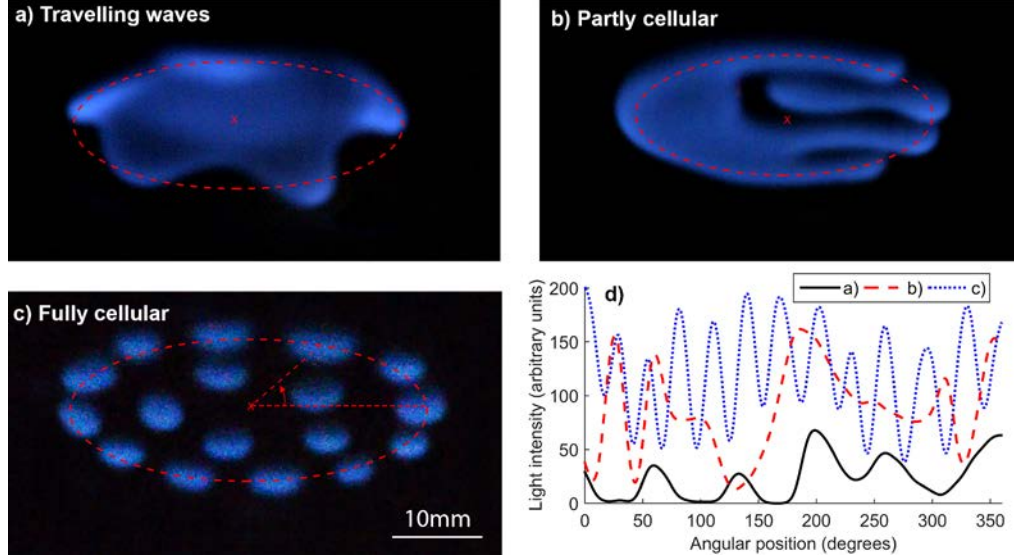 a) Travelling waves
b) Partly cellular
x
x
c) Fully cellular
x
10mm
d)
a) b) c)
Light intensity (arbitrary units)
200
150
100
50
0
0 50 100 150 200 250 300 350
Angular position (degrees)